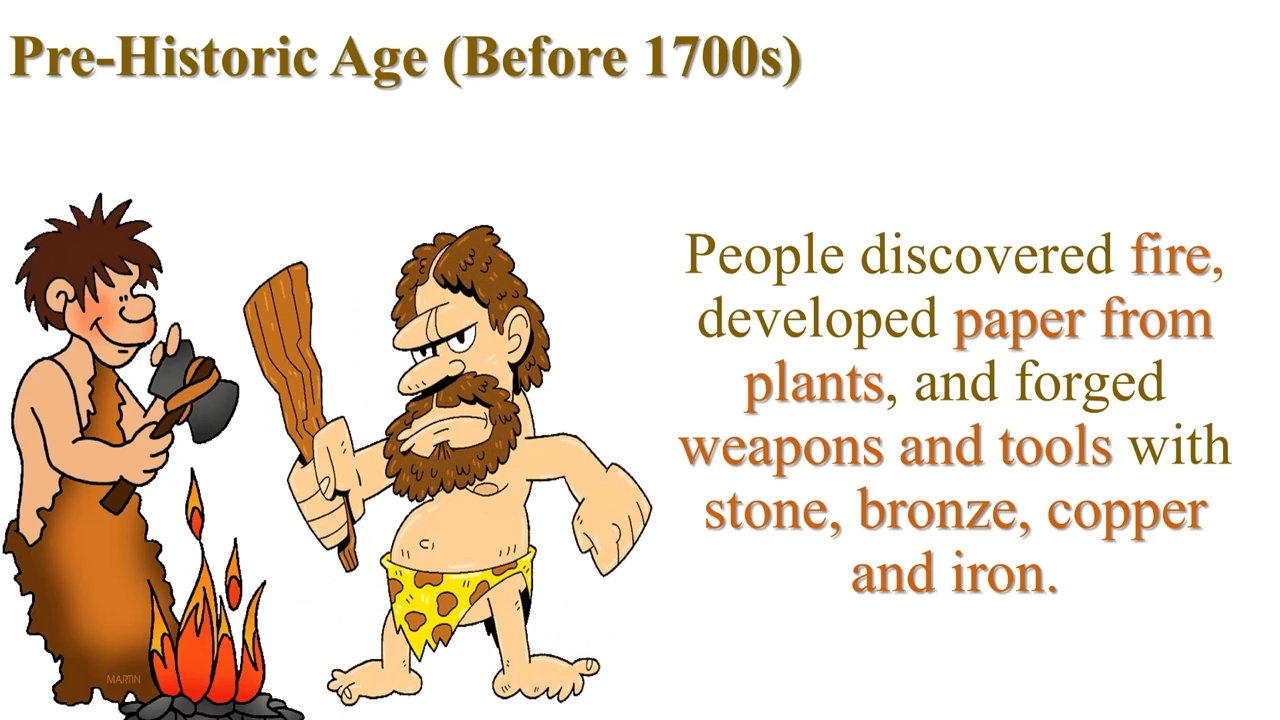 Pre-Historic Age (Before 1700s)
People discovered fire,
developed paper from
plants, and forged
weapons and tools with
stone, bronze, copper
and iron.
MARTIN